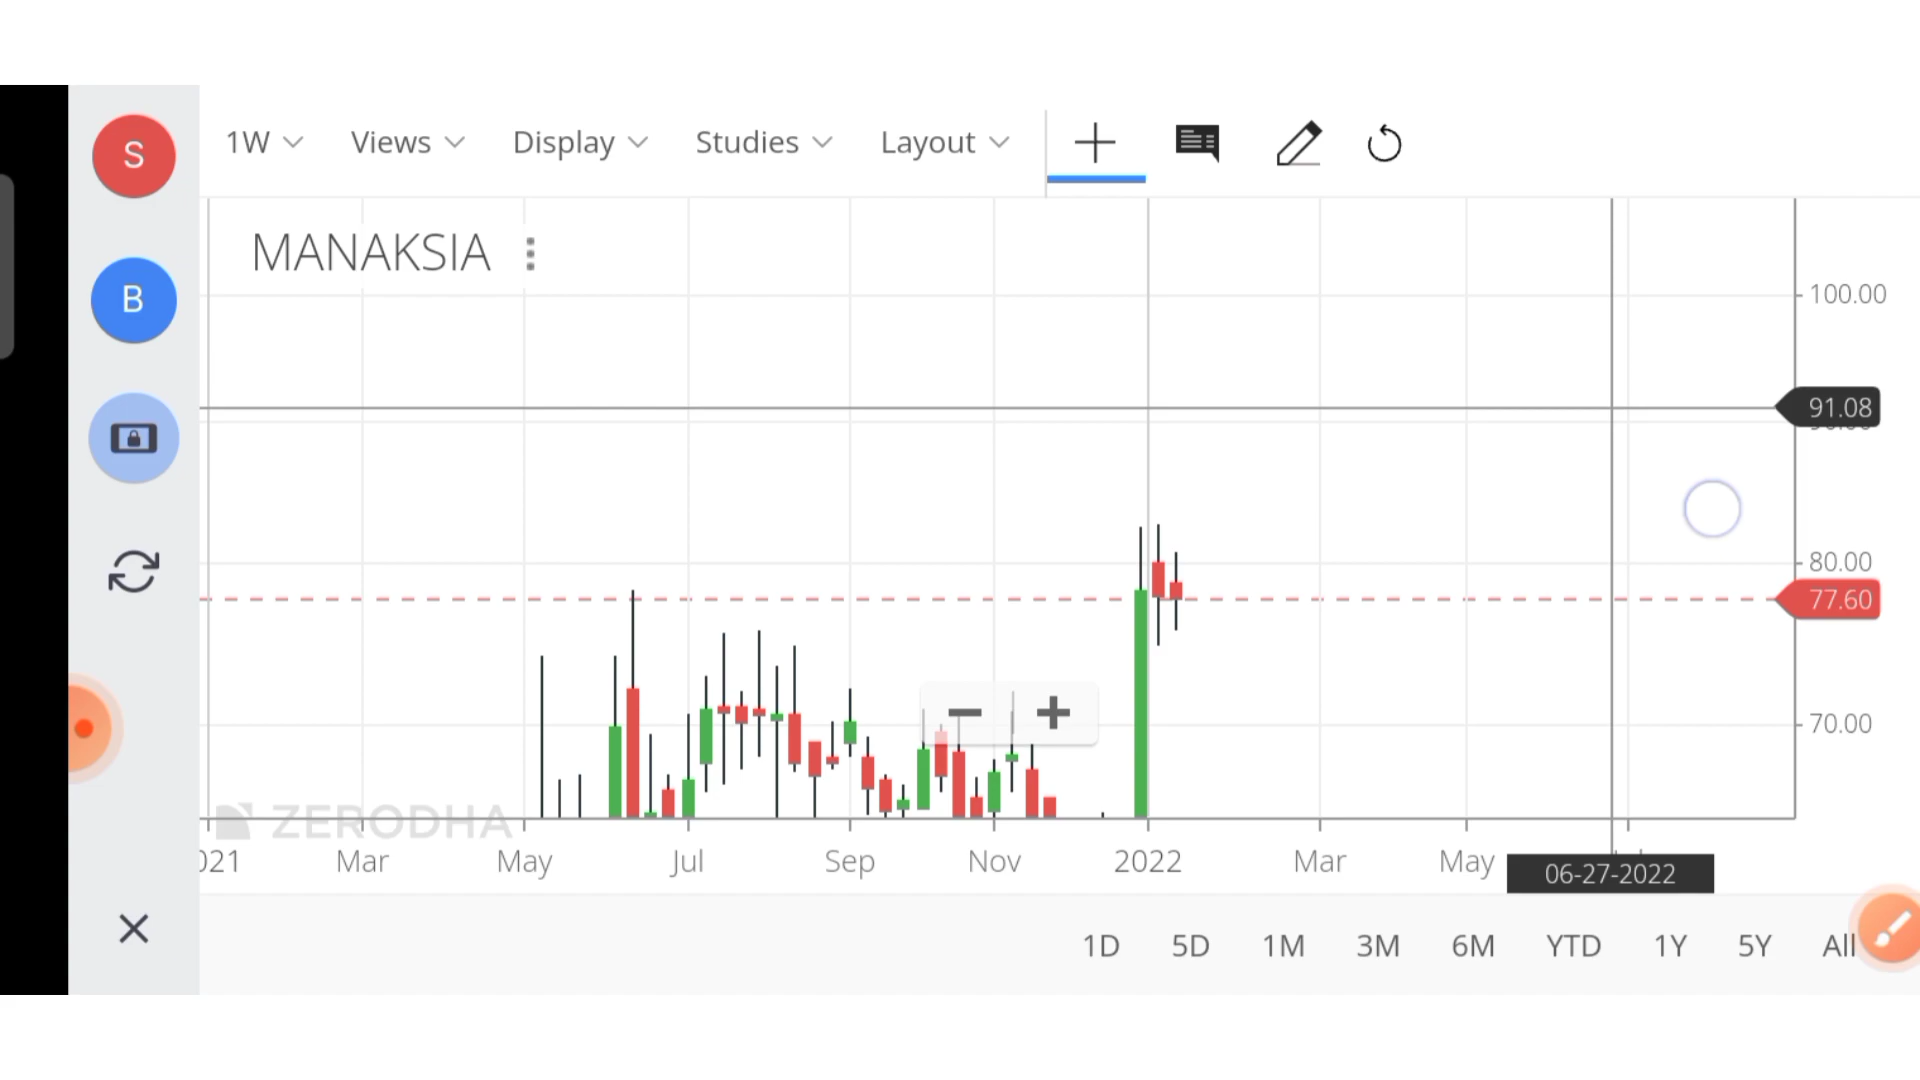 S
1W Views Display Studies Layout
B
MANAKSIA
100.00
91.08
80.00
77.60
70.00
ZERODHA
Mar May Jul Sep Nov 2022 Mar May
06-27-2022
1D 5D 1M 3M 6M YTD 1Y 5Y All